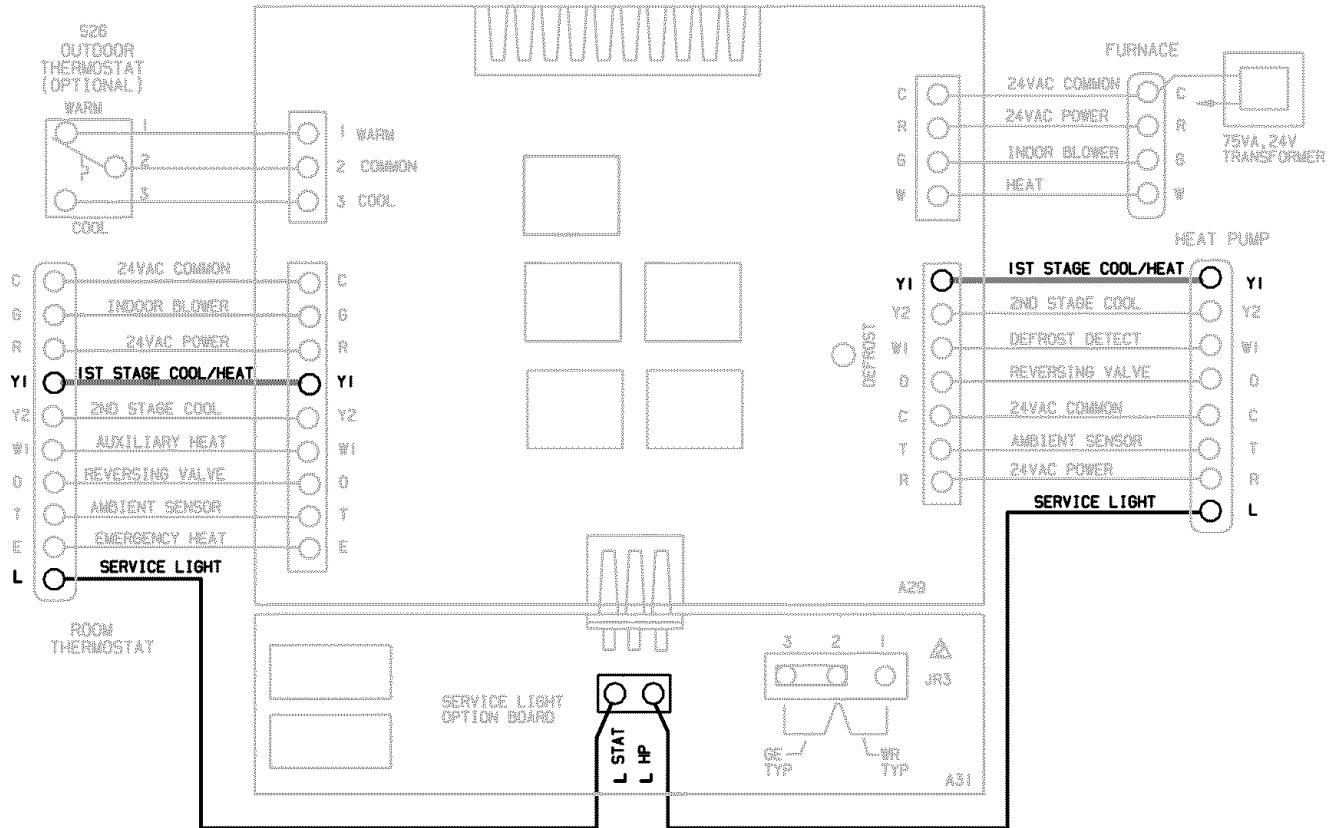 S26
OUTDOOR
THERMOSTAT
(OPTIONAL)
WARM
1
2
3
COOL
1 WARM
2 COMMON
3 COOL
FURNACE
C 24VAC COMMON C
R 24VAC POWER R
G INDOR BLOWER G
W HEAT W
75VA,24V
TRANSFORMER
C 24VAC COMMON C
G INDOOR BLOWER G
R 24VAC POWER R
Y1 1ST STAGE COOL/HEAT Y1
Y2 2ND STAGE COOL Y2
W1 AUXILIARY HEAT W1
O REVERSING VALVE O
T AMBIENT SENSOR T
E EMERGENCY HEAT E
L SERVICE LIGHT
ROOM
THERMOSTAT
DEFROST
HEAT PUMP
Y1 1ST STAGE COOL/HEAT Y1
Y2 2ND STAGE COOL Y2
W1 DEFROST DETECT W1
O REVERSING VALVE O
C 24VAC COMMON C
T AMBIENT SENSOR T
R 24VAC POWER R
SERVICE LIGHT L
A29
SERVICE LIGHT
OPTION BOARD
L STAT
L HP
3 2 1
JR3
GE
TYP
WR
TYP
A31